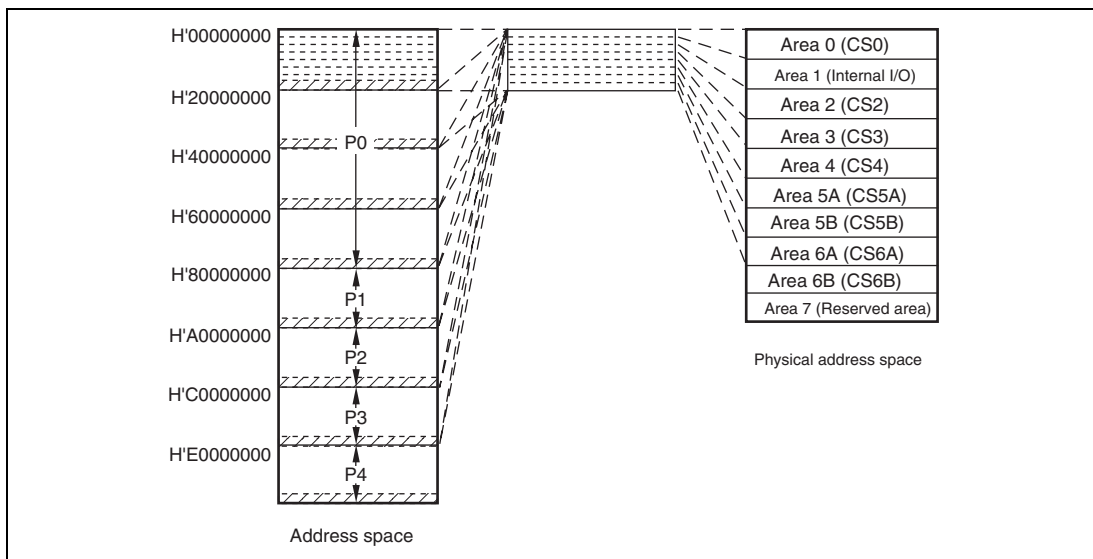 H'00000000
H'20000000
H'40000000
H'60000000
H'80000000
H'A0000000
H'C0000000
H'E0000000
P0
P1
P2
P3
P4
Address space
Area 0 (CS0)
Area 1 (Internal I/O)
Area 2 (CS2)
Area 3 (CS3)
Area 4 (CS4)
Area 5A (CS5A)
Area 5B (CS5B)
Area 6A (CS6A)
Area 6B (CS6B)
Area 7 (Reserved area)
Physical address space